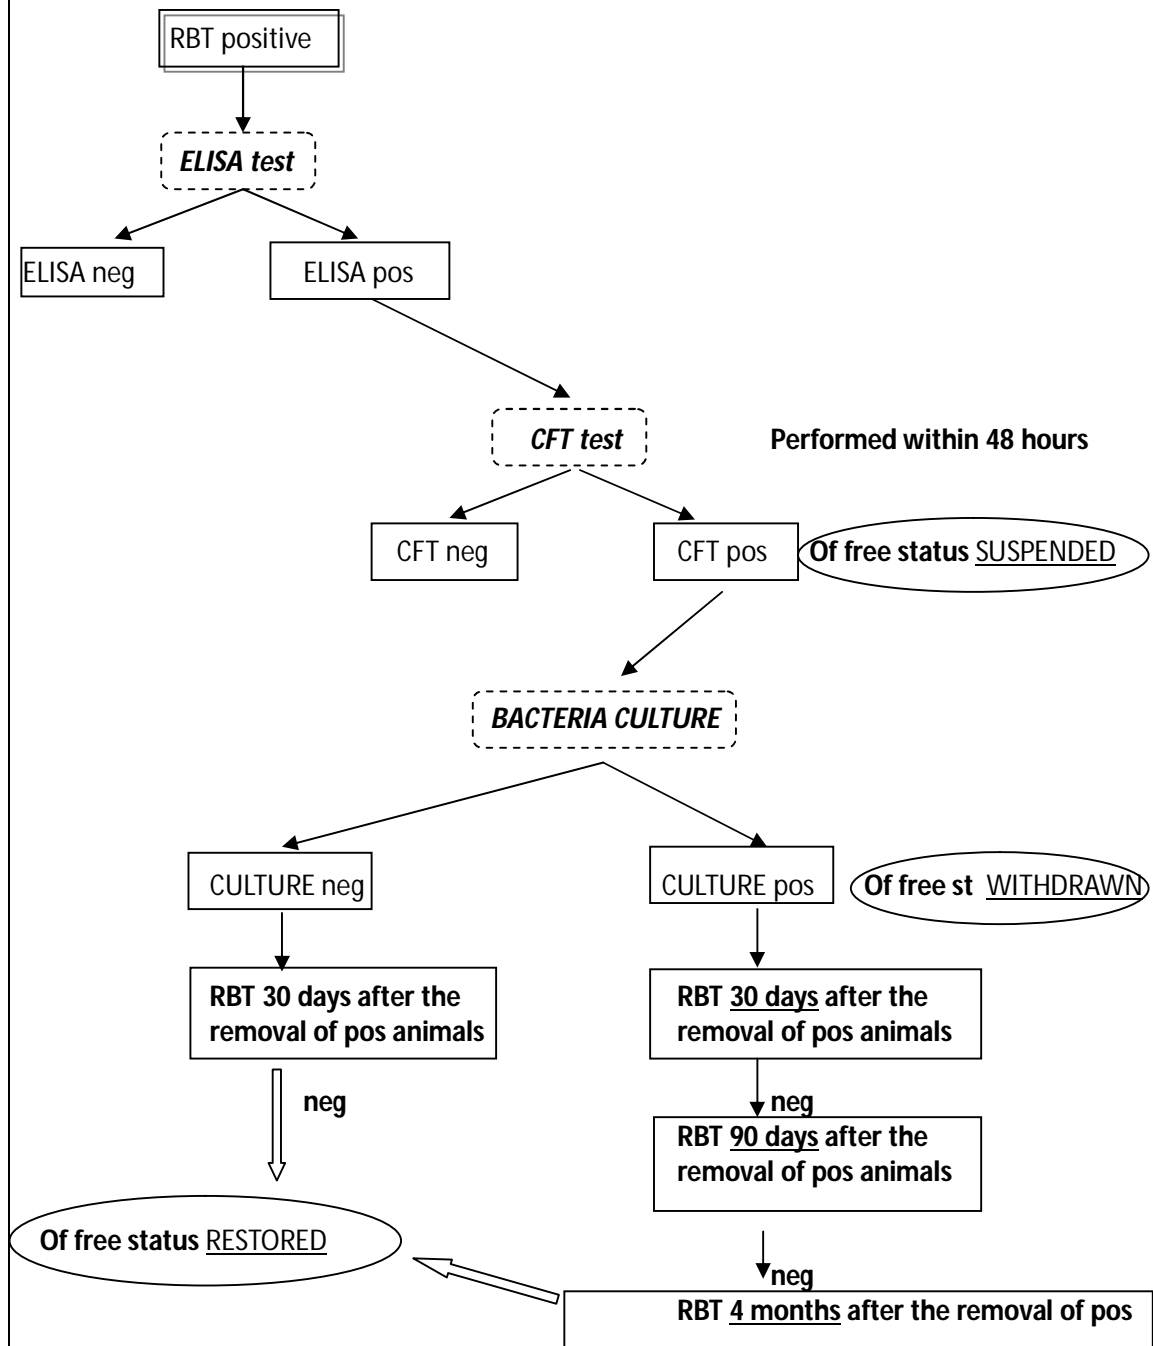 RBT positive
ELISA test
ELISA neg
ELISA pos
CFT test
Performed within 48 hours
CFT neg
CFT pos
Of free status SUSPENDED
BACTERIA CULTURE
CULTURE neg
CULTURE pos
Of free st WITHDRAWN
RBT 30 days after the
removal of pos animals
RBT 30 days after the
removal of pos animals
neg
neg
RBT 90 days after the
removal of pos animals
Of free status RESTORED
neg
RBT 4 months after the removal of pos